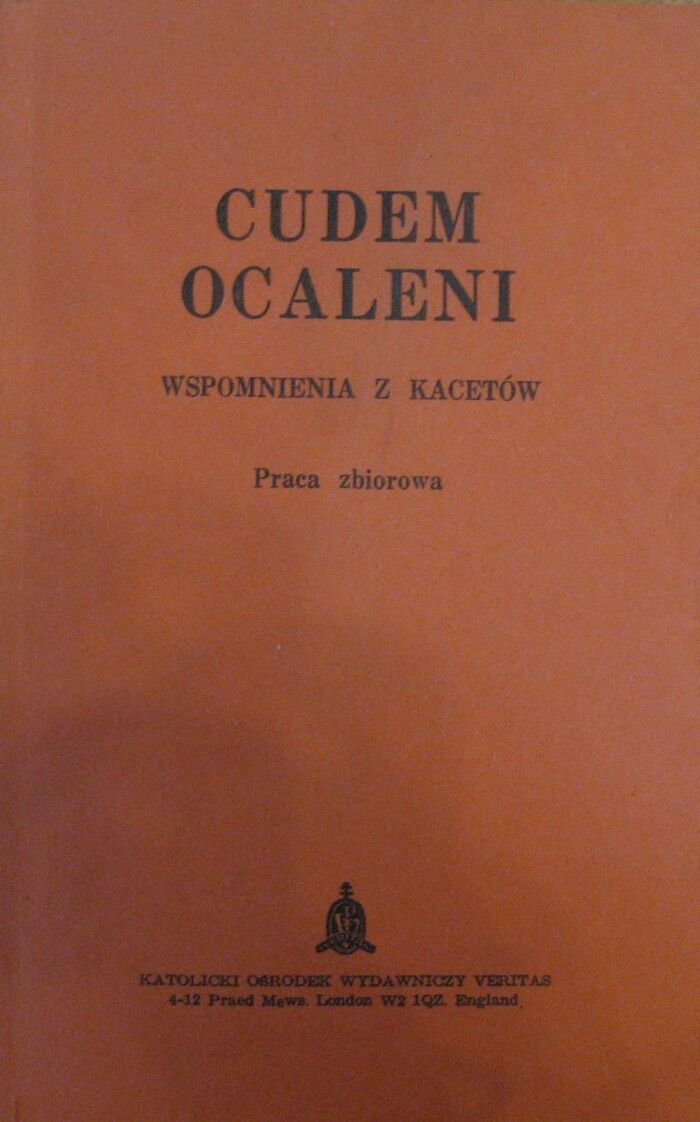 CUDEM
OCALENI
WSPOMNIENIA Z KACETÓW
Praca zbiorowa
KATOLICKI OŚRODEK WYDAWNICZY VERITAS
4-12 Praed Mews. London W2 1QZ. England.